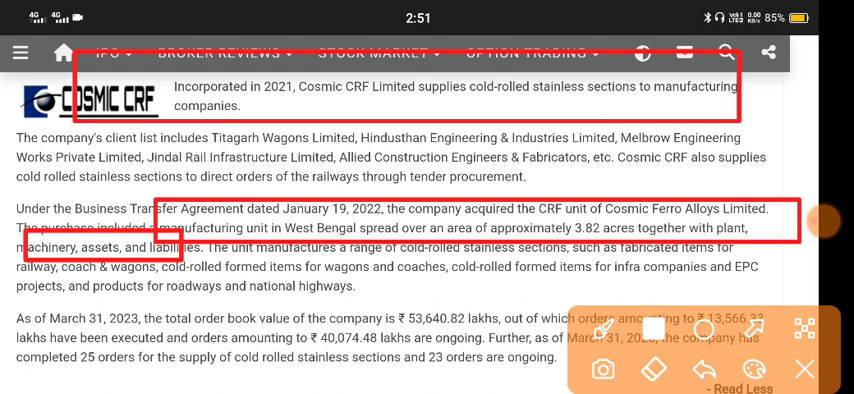 4G 4G 2:51 Vo)) LTE2 0.00 KB/s 85%
IPO BROKER REVIEWS STOCK MARKET OPTION TRADING
COSMIC CRF
Incorporated in 2021, Cosmic CRF Limited supplies cold-rolled stainless sections to manufacturing
companies.
The company's client list includes Titagarh Wagons Limited, Hindusthan Engineering & Industries Limited, Melbrow Engineering
Works Private Limited, Jindal Rail Infrastructure Limited, Allied Construction Engineers & Fabricators, etc. Cosmic CRF also supplies
cold rolled stainless sections to direct orders of the railways through tender procurement.
Under the Business Transfer Agreement dated January 19, 2022, the company acquired the CRF unit of Cosmic Ferro Alloys Limited.
The purchase included a manufacturing unit in West Bengal spread over an area of approximately 3.82 acres together with plant,
machinery, assets, and liabilities. The unit manufactures a range of cold-rolled stainless sections, such as fabricated items for
railway, coach & wagons, cold-rolled formed items for wagons and coaches, cold-rolled formed items for infra companies and EPC
projects, and products for roadways and national highways.
As of March 31, 2023, the total order book value of the company is ₹ 53,640.82 lakhs, out of which orders amounting to ₹ 13,566.33
lakhs have been executed and orders amounting to ₹ 40,074.48 lakhs are ongoing. Further, as of March 31, 2023, the company has
completed 25 orders for the supply of cold rolled stainless sections and 23 orders are ongoing.
- Read Less